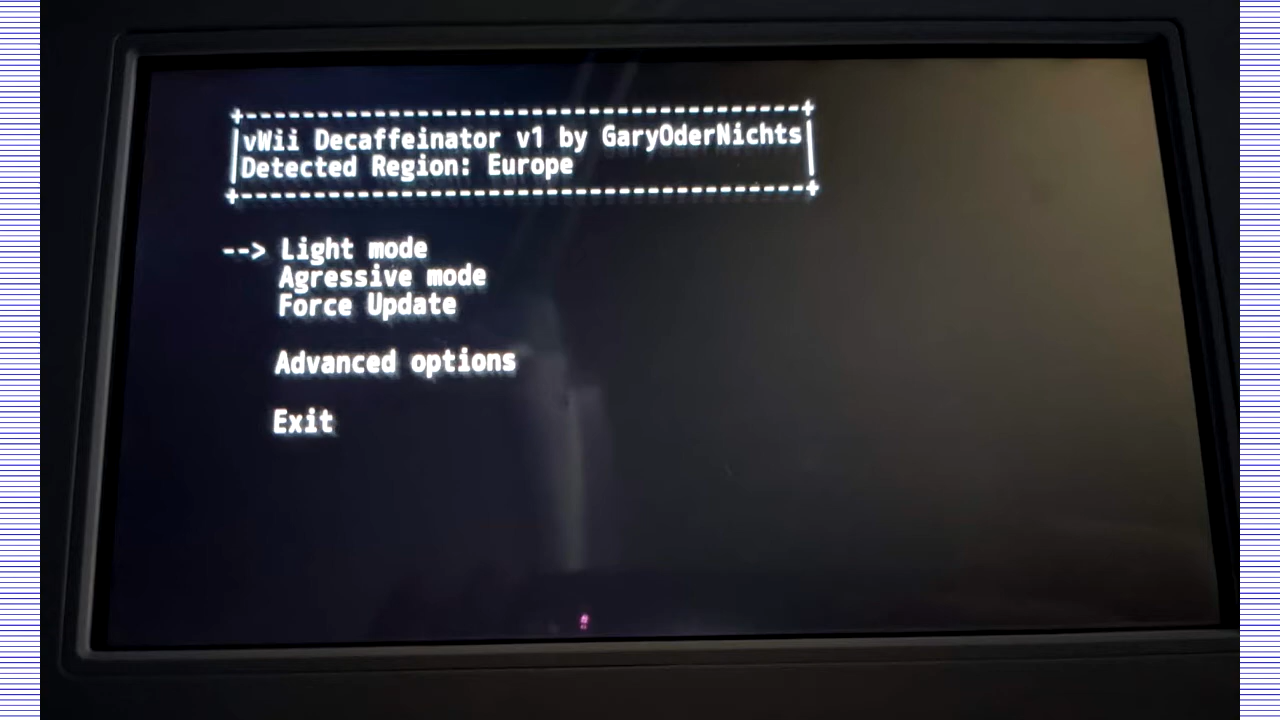 vWii Decaffeinator v1 by GaryOderNichts
Detected Region: Europe
--> Light mode
Agressive mode
Force Update
Advanced options
Exit